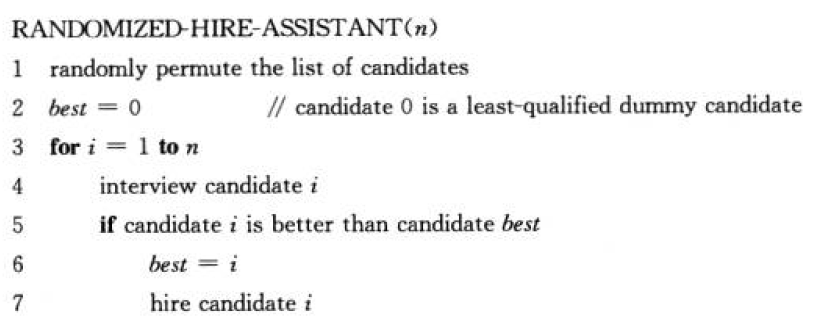 RANDOMIZED-HIRE-ASSISTANT(n)
1 randomly permute the list of candidates
2 best = 0 // candidate 0 is a least-qualified dummy candidate
3 for i = 1 to n
4 interview candidate i
5 if candidate i is better than candidate best
6 best = i
7 hire candidate i